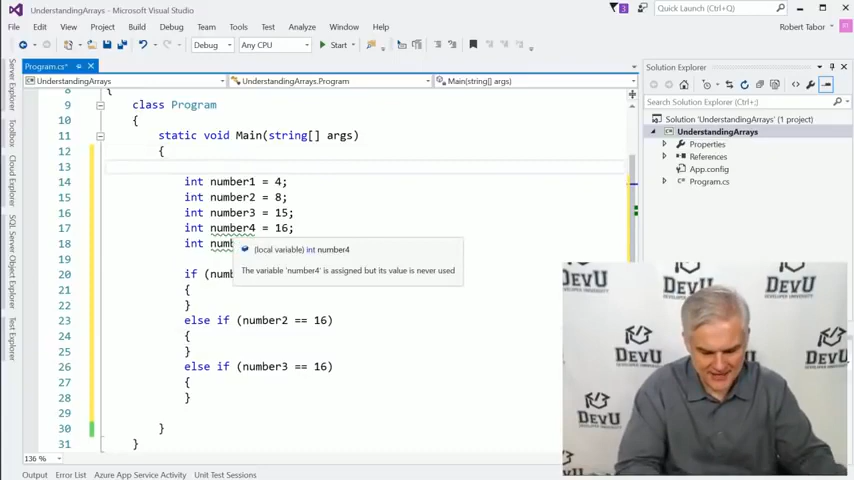 UnderstandingArrays - Microsoft Visual Studio
3
Quick Launch (Ctrl+Q)
File Edit View Project Build Debug Team Tools Test Analyze Window Help
Robert Tabor
Debug Any CPU Start
Program.cs*
Solution Explorer
UnderstandingArrays
UnderstandingArrays.Program
Main(string[] args)
Search Solution Explorer (Ctrl+;)
Solution 'UnderstandingArrays' (1 project)
UnderstandingArrays
Properties
References
App.config
Program.cs
Server Explorer
Toolbox
Cloud Explorer
SQL Server Object Explorer
Test Explorer
8 {
9 class Program
10 {
11 static void Main(string[] args)
12 {
13
14 int number1 = 4;
15 int number2 = 8;
16 int number3 = 15;
17 int number4 = 16;
18 int numb
(local variable) int number4
The variable 'number4' is assigned but its value is never used
19
20 if (numb
21 {
22 }
23 else if (number2 == 16)
24 {
25 }
26 else if (number3 == 16)
27 {
28 }
29
30 }
31 }
136 %
Output Error List Azure App Service Activity Unit Test Sessions
DEVU
DEVELOPER UNIVERSITY
DEVU
DEVU
DEVU